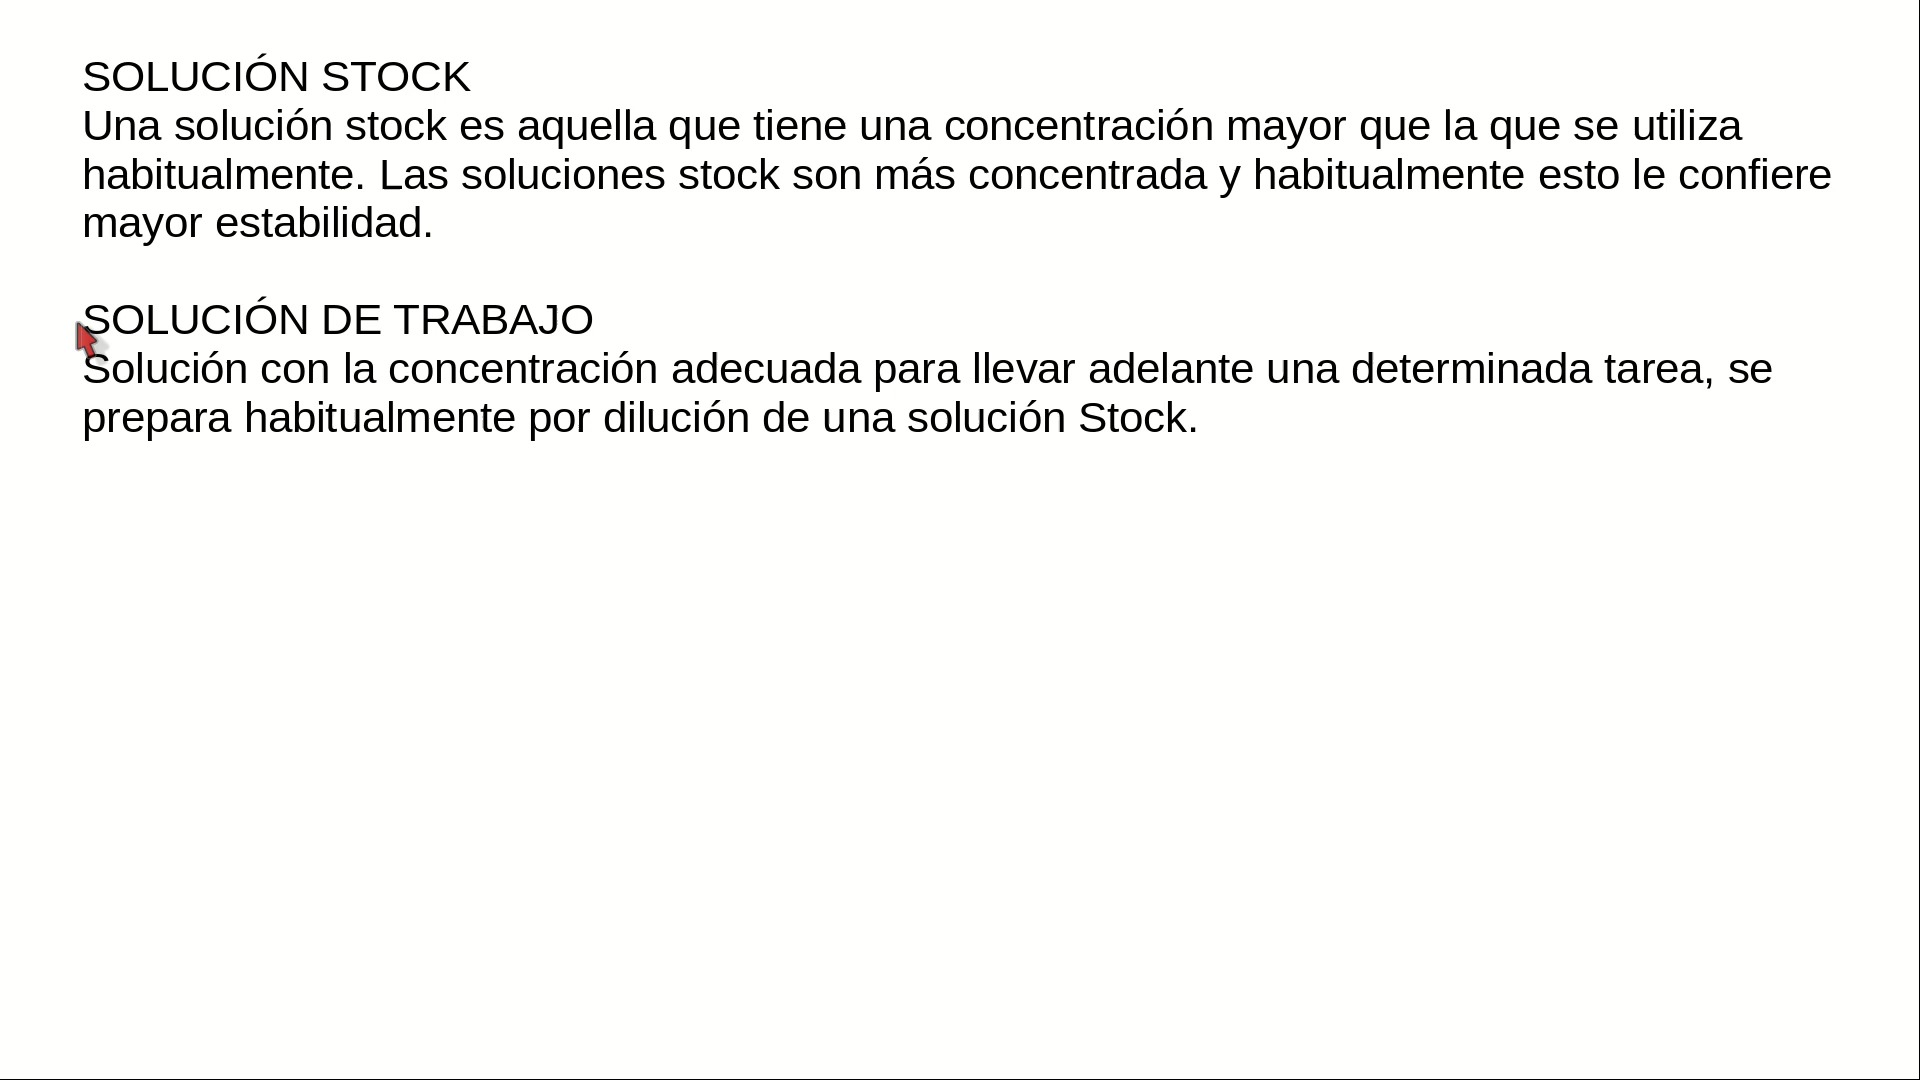 SOLUCIÓN STOCK
Una solución stock es aquella que tiene una concentración mayor que la que se utiliza
habitualmente. Las soluciones stock son más concentrada y habitualmente esto le confiere
mayor estabilidad.
SOLUCIÓN DE TRABAJO
Solución con la concentración adecuada para llevar adelante una determinada tarea, se
prepara habitualmente por dilución de una solución Stock.